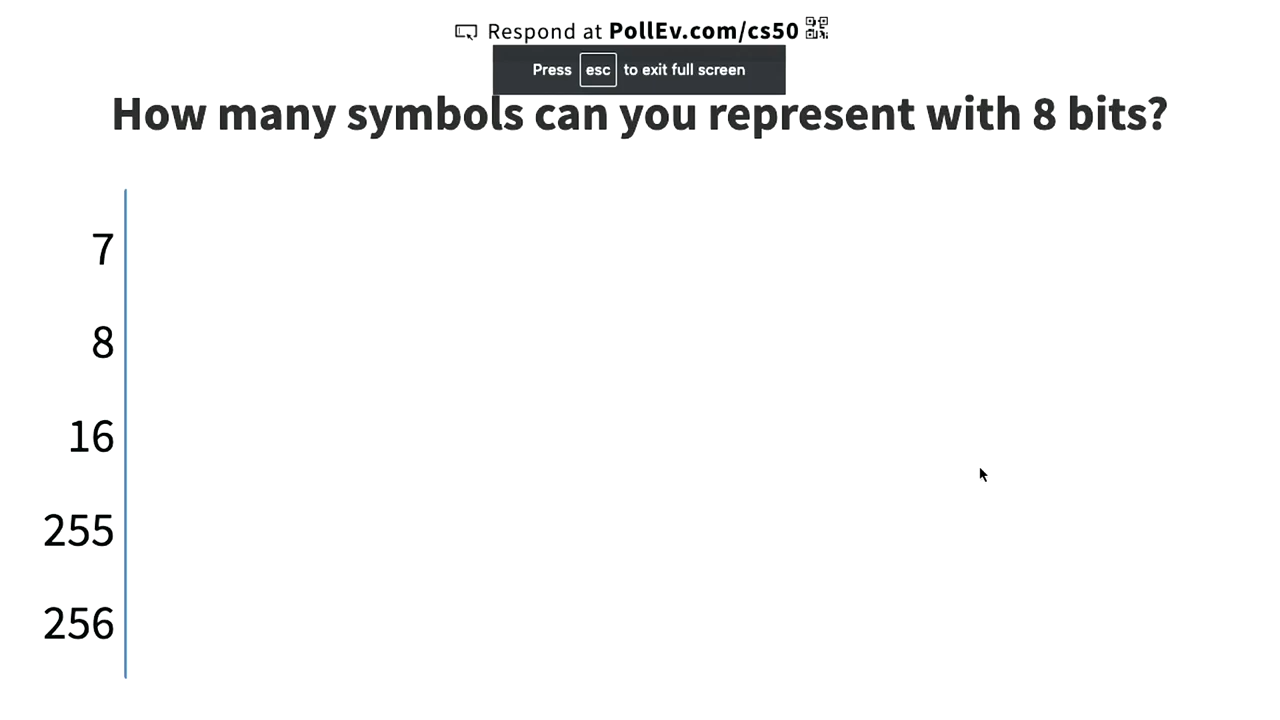 Respond at PollEv.com/cs50
Press esc to exit full screen
How many symbols can you represent with 8 bits?
7
8
16
255
256